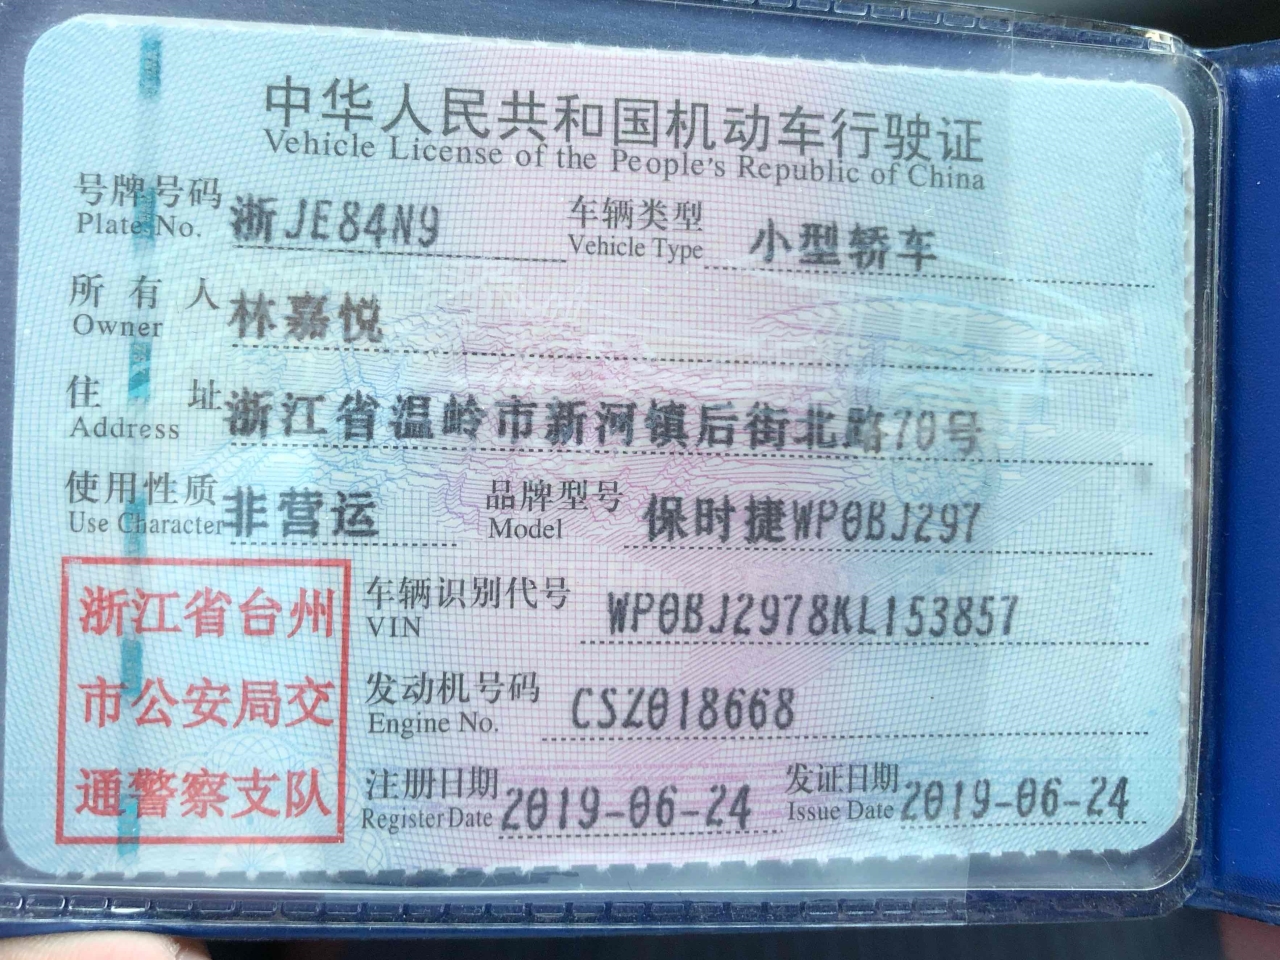 中华人民共和国机动车行驶证
Vehicle License of the People's Republic of China
号牌号码 浙JE84N9 车辆类型 小型轿车
Plate No. Vehicle Type
所有人 林嘉悦
Owner
住址 浙江省温岭市新河镇后街北路70号
Address
使用性质 非营运 品牌型号 保时捷WP0BJ297
Use Character Model
浙江省台州
市公安局交
通警察支队
车辆识别代号 WP0BJ2978KL153857
VIN
发动机号码 CSZ018668
Engine No.
注册日期 2019-06-24 发证日期 2019-06-24
Register Date Issue Date